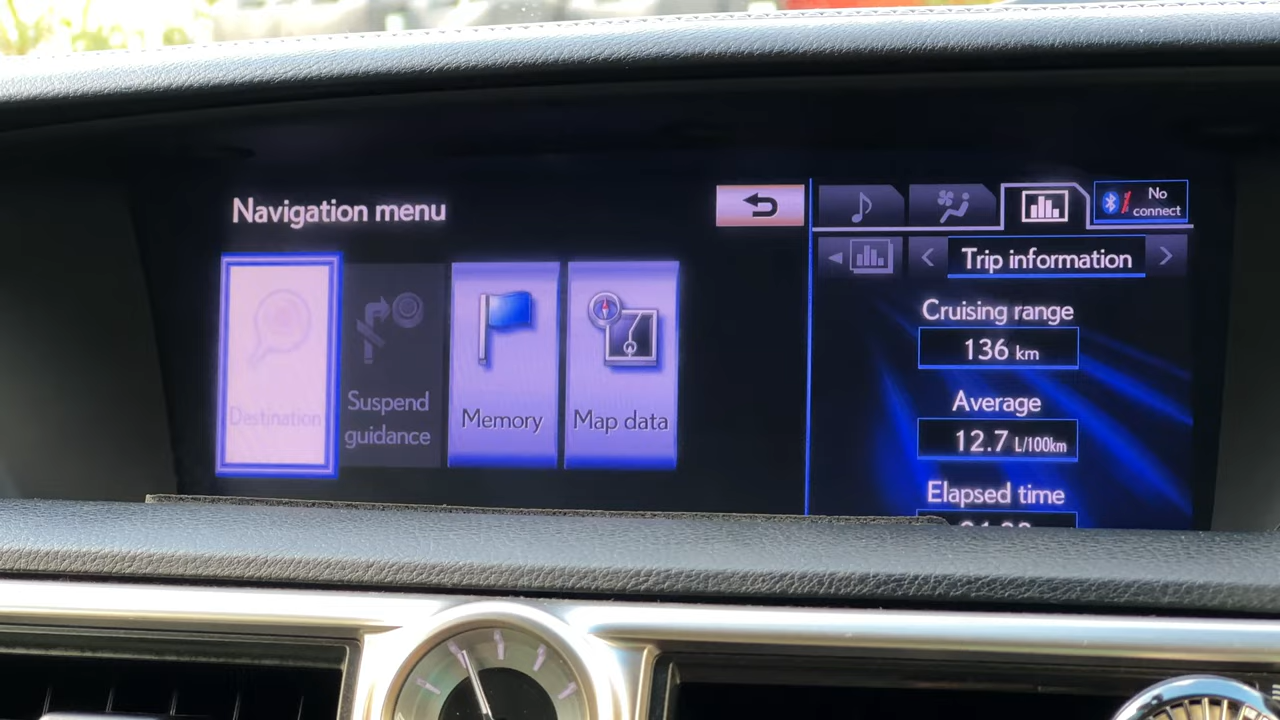 Navigation menu
No
connect
Trip information
Destination
Suspend
guidance
Memory
Map data
Cruising range
136 km
Average
12.7 L/100km
Elapsed time